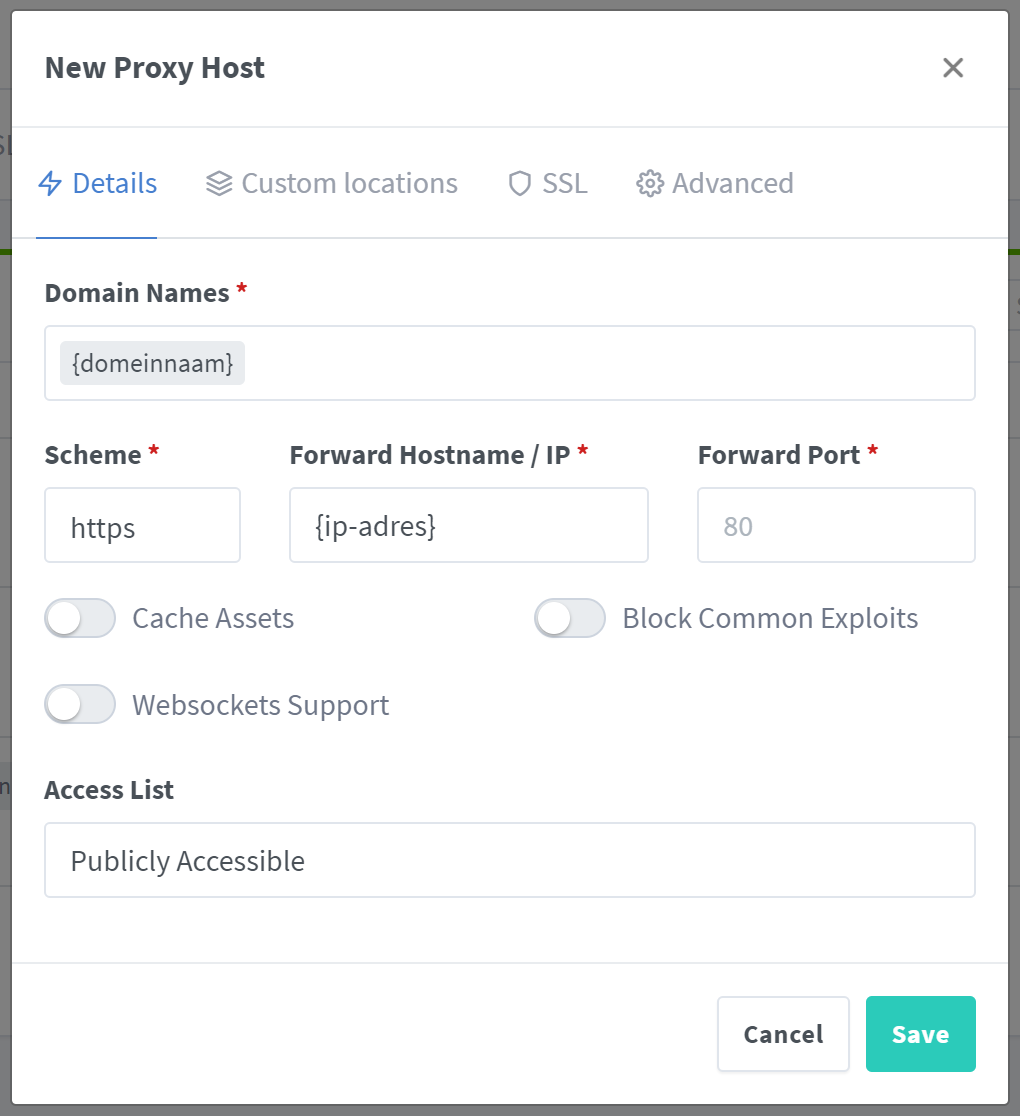 New Proxy Host
Details Custom locations SSL Advanced
Domain Names *
{domeinnaam}
Scheme * Forward Hostname / IP * Forward Port *
https {ip-adres} 80
Cache Assets Block Common Exploits
Websockets Support
Access List
Publicly Accessible
Cancel Save